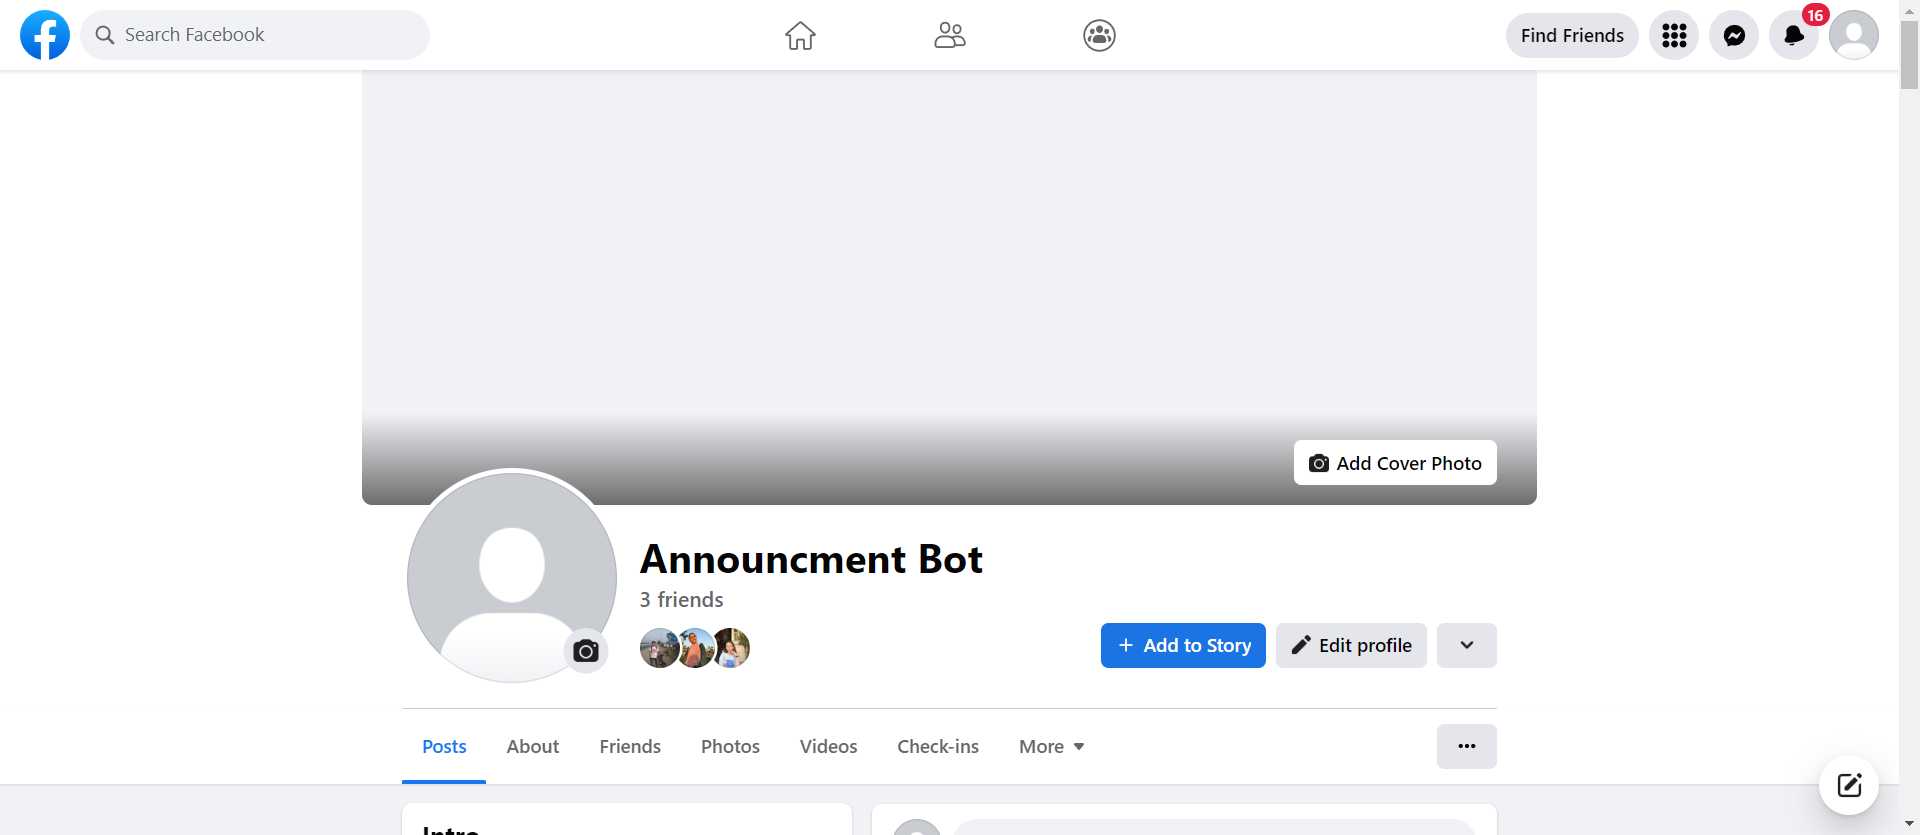 Search Facebook
Find Friends
16
Add Cover Photo
Announcment Bot
3 friends
+ Add to Story
Edit profile
Posts
About
Friends
Photos
Videos
Check-ins
More
Intro